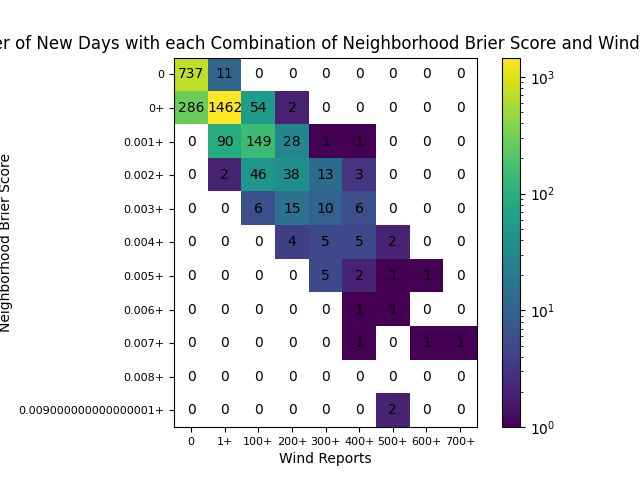 er of New Days with each Combination of Neighborhood Brier Score and Wind
Neighborhood Brier Score
0 737 11 0 0 0 0 0 0 0
0+ 286 1462 54 2 0 0 0 0 0
0.001+ 0 90 149 28 1 1 0 0 0
0.002+ 0 2 46 38 13 3 0 0 0
0.003+ 0 0 6 15 10 6 0 0 0
0.004+ 0 0 0 4 5 5 2 0 0
0.005+ 0 0 0 0 5 2 1 1 0
0.006+ 0 0 0 0 0 1 1 0 0
0.007+ 0 0 0 0 0 1 0 1 1
0.008+ 0 0 0 0 0 0 0 0 0
0.009000000000000001+ 0 0 0 0 0 0 2 0 0
0 1+ 100+ 200+ 300+ 400+ 500+ 600+ 700+
Wind Reports
10³
10²
10¹
10⁰